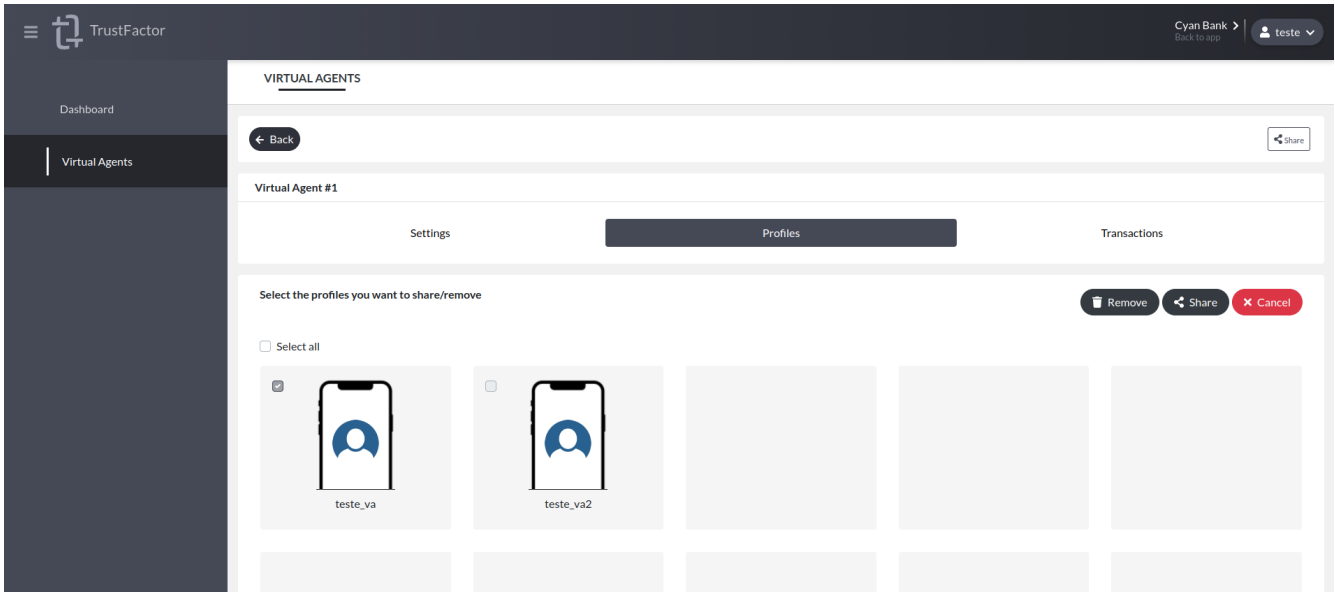 TrustFactor
Cyan Bank
Back to app
teste
Dashboard
Virtual Agents
VIRTUAL AGENTS
Back
Share
Virtual Agent #1
Settings
Profiles
Transactions
Select the profiles you want to share/remove
Remove
Share
Cancel
Select all
teste_va
teste_va2